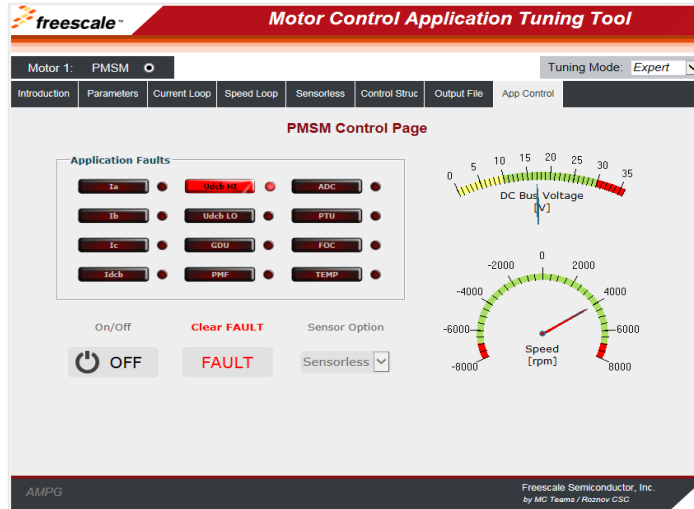 freescale™
Motor Control Application Tuning Tool
Motor 1: PMSM
Tuning Mode: Expert
Introduction Parameters Current Loop Speed Loop Sensorless Control Struc Output File App Control
PMSM Control Page
Application Faults
Ia Udcb HI ADC
Ib Udcb LO PTU
Ic GDU FOC
Idcb PMF TEMP
0 5 10 15 20 25 30 35
DC Bus Voltage
[V]
On/Off Clear FAULT Sensor Option
OFF FAULT Sensorless
-8000 -6000 -4000 -2000 0 2000 4000 6000 8000
Speed
[rpm]
AMPG
Freescale Semiconductor, Inc.
by MC Teams / Roznov CSC